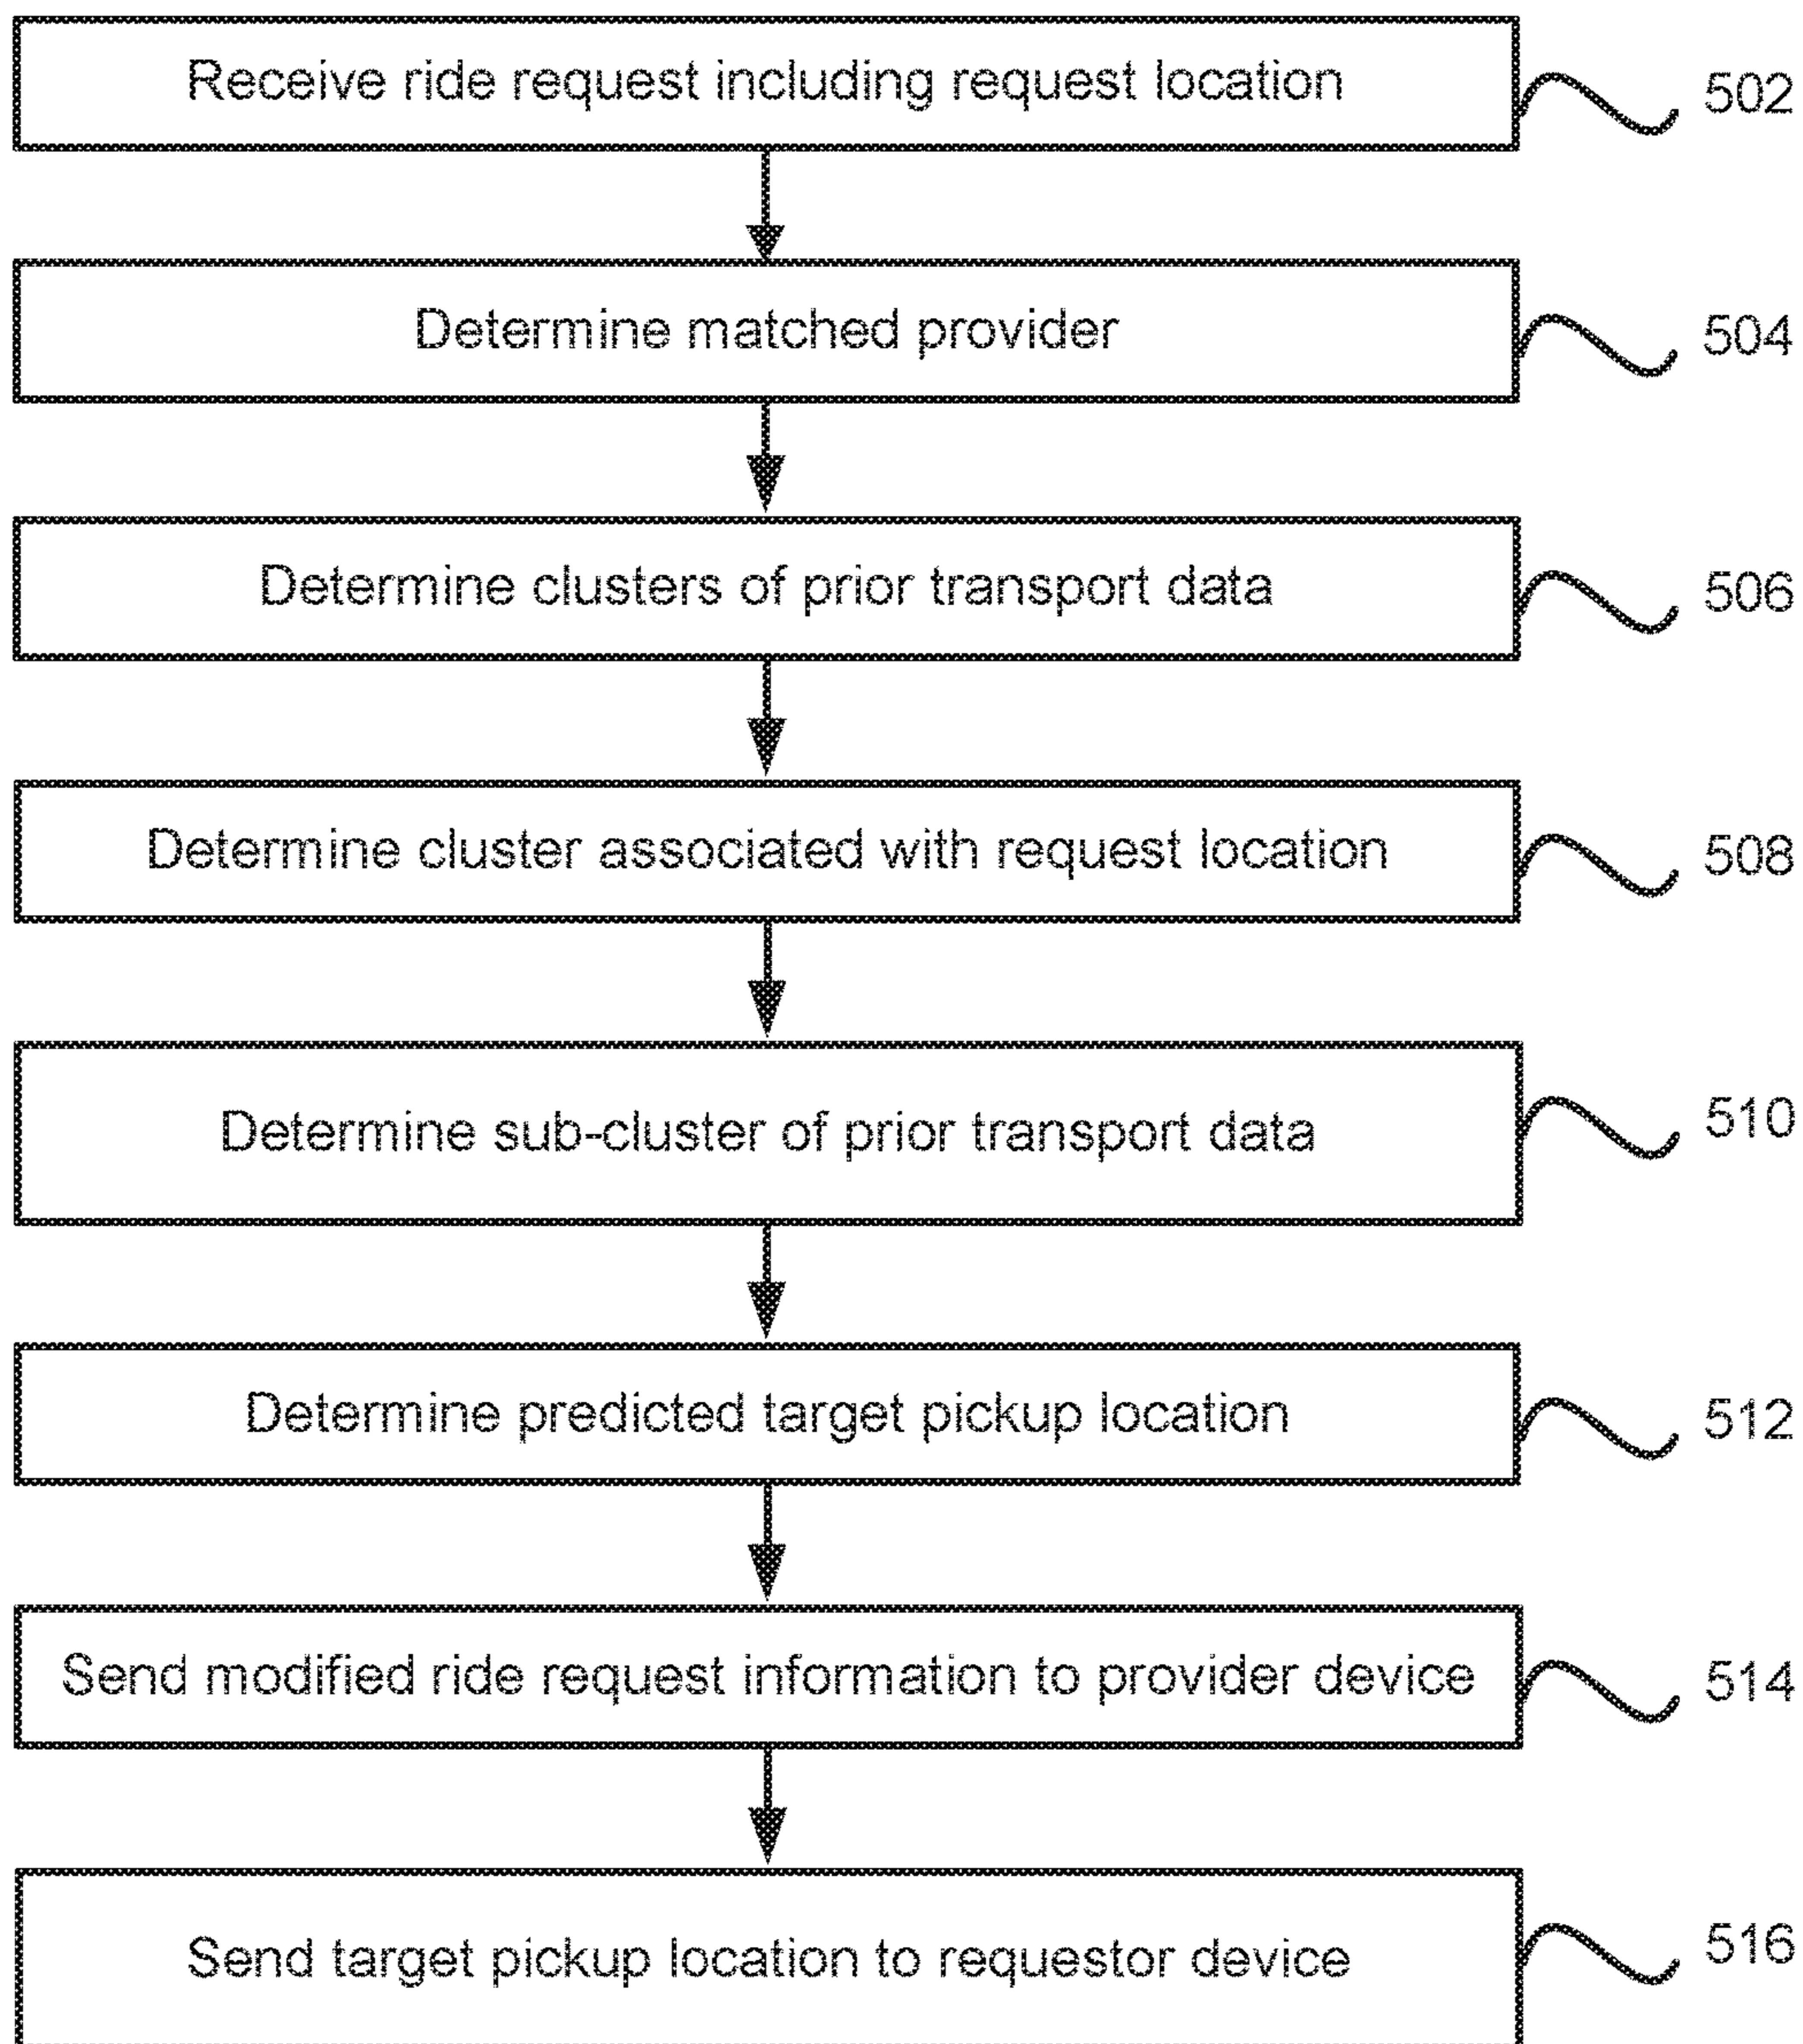 Receive ride request including request location 502
Determine matched provider 504
Determine clusters of prior transport data 506
Determine cluster associated with request location 508
Determine sub-cluster of prior transport data 510
Determine predicted target pickup location 512
Send modified ride request information to provider device 514
Send target pickup location to requestor device 516